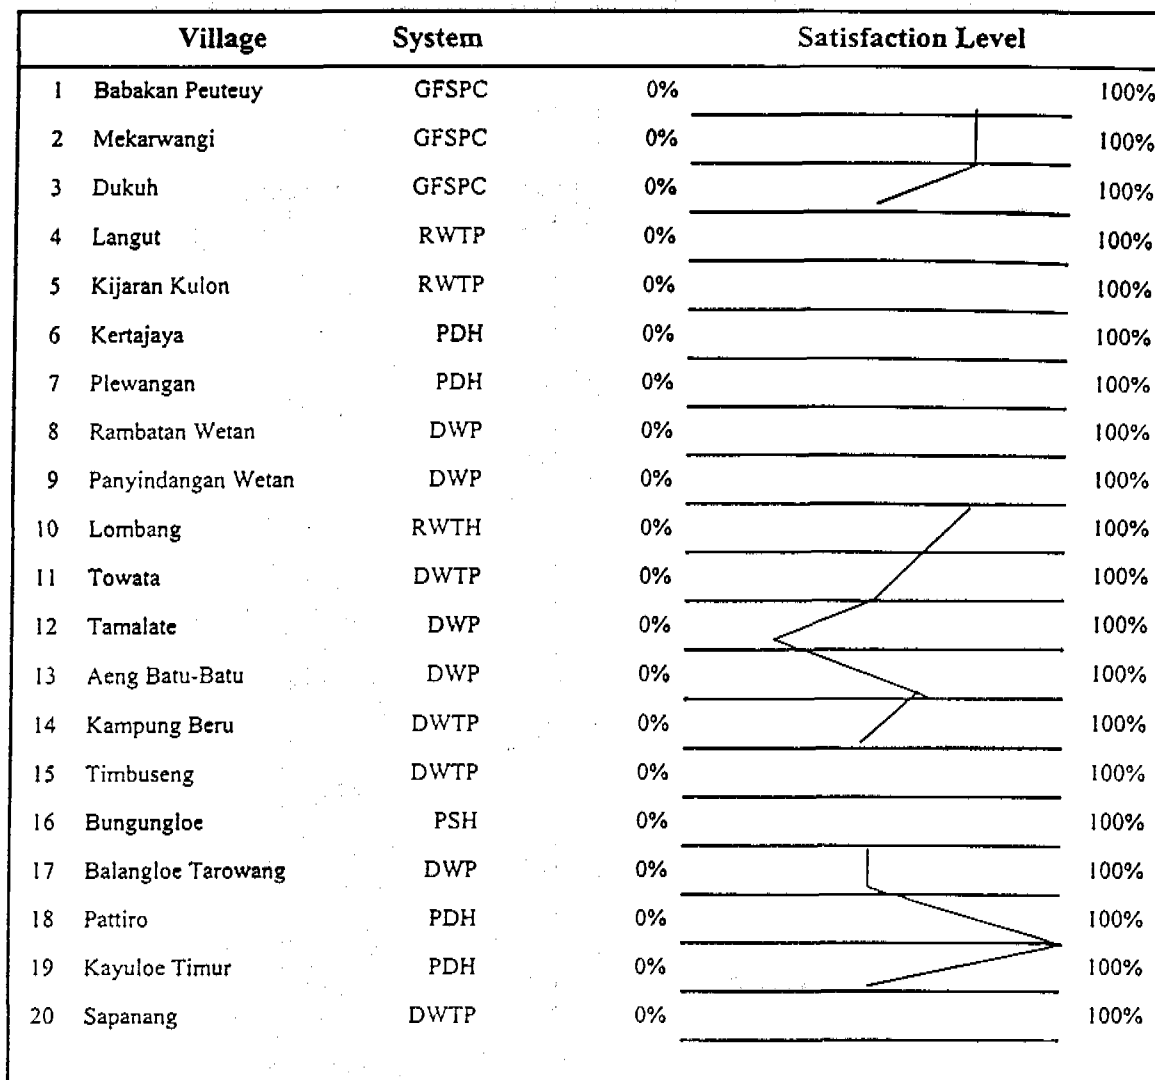 Village System Satisfaction Level
1 Babakan Peuteuy GFSPC 0% 100%
2 Mekarwangi GFSPC 0% 100%
3 Dukuh GFSPC 0% 100%
4 Langut RWTP 0% 100%
5 Kijaran Kulon RWTP 0% 100%
6 Kertajaya PDH 0% 100%
7 Plewangan PDH 0% 100%
8 Rambatan Wetan DWP 0% 100%
9 Panyindangan Wetan DWP 0% 100%
10 Lombang RWTH 0% 100%
11 Towata DWTP 0% 100%
12 Tamalate DWP 0% 100%
13 Aeng Batu-Batu DWP 0% 100%
14 Kampung Beru DWTP 0% 100%
15 Timbuseng DWTP 0% 100%
16 Bungungloe PSH 0% 100%
17 Balangloe Tarowang DWP 0% 100%
18 Pattiro PDH 0% 100%
19 Kayuloe Timur PDH 0% 100%
20 Sapanang DWTP 0% 100%